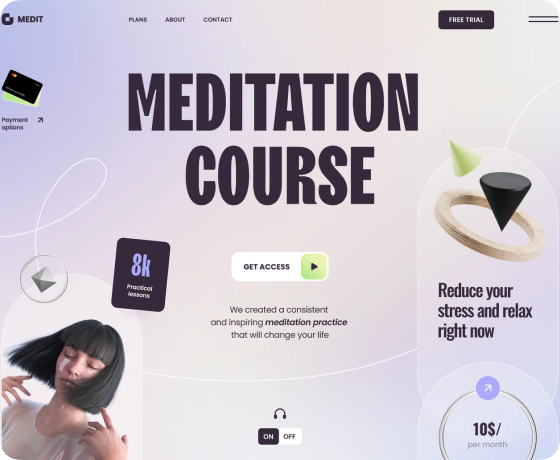 MEDIT
PLANS
ABOUT
CONTACT
FREE TRIAL
Payment
options
MEDITATION
COURSE
8k
Practical
lessons
GET ACCESS
We created a consistent
and inspiring meditation practice
that will change your life
Reduce your
stress and relax
right now
10$/
per month
ON
OFF